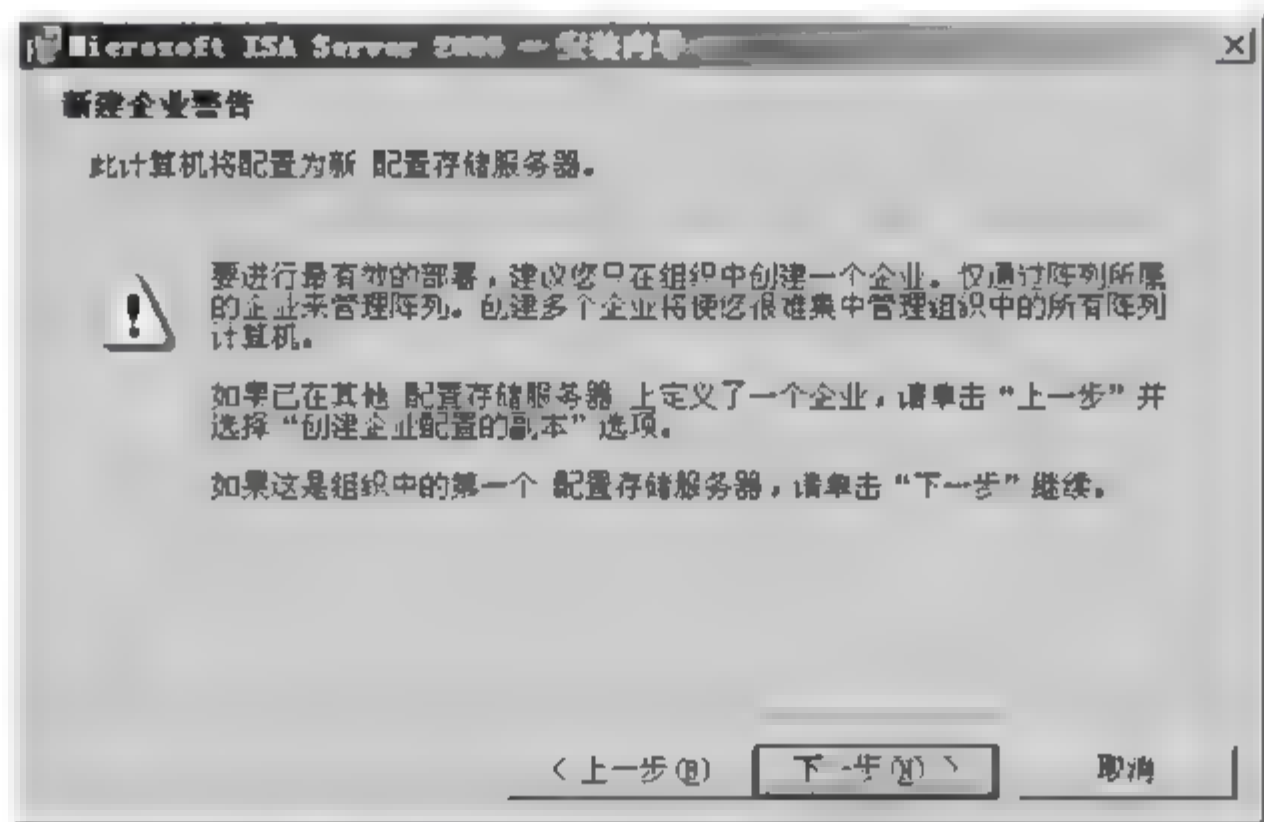 Microsoft ISA Server 2006 - 安装向导
新建企业警告
此计算机将配置为新 配置存储服务器。
要进行最有效的部署，建议您只在组织中创建一个企业。仅通过阵列所属
的企业来管理阵列。创建多个企业将使您很难集中管理组织中的所有阵列
计算机。
如果已在其他 配置存储服务器 上定义了一个企业，请单击“上一步”并
选择“创建企业配置的副本”选项。
如果这是组织中的第一个 配置存储服务器，请单击“下一步”继续。
< 上一步(B)
下一步(N) >
取消